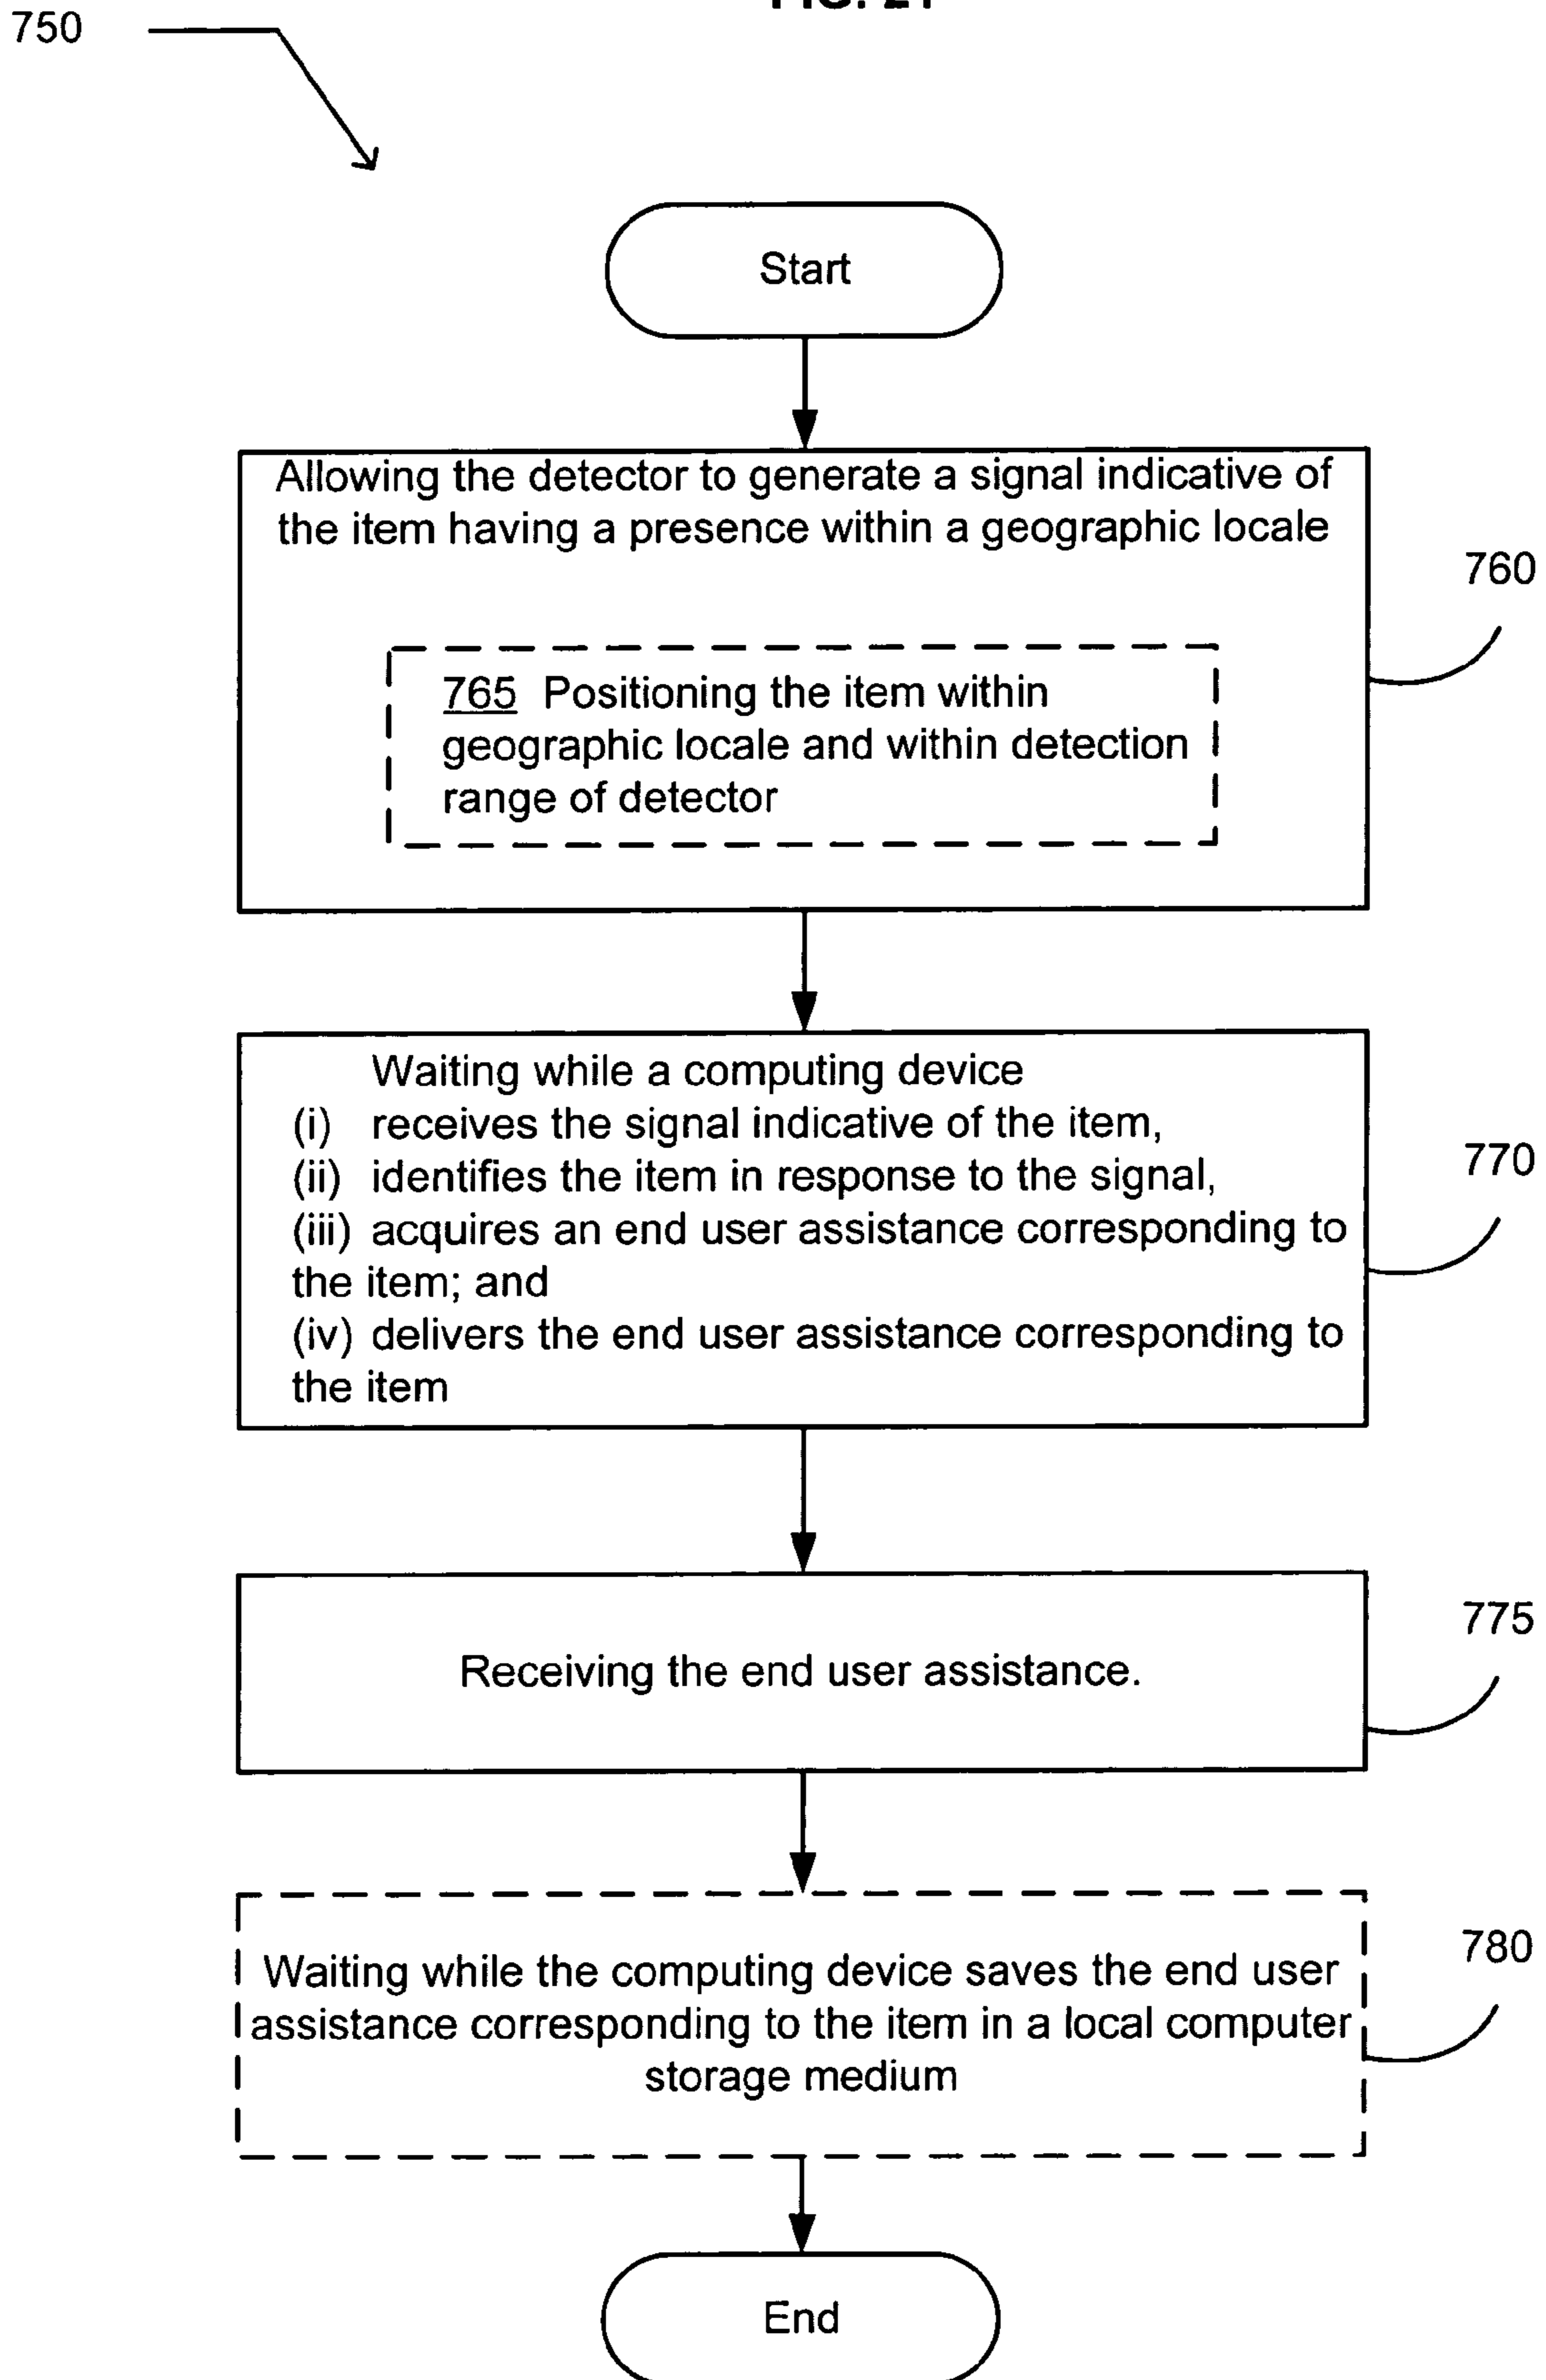 750
Start
Allowing the detector to generate a signal indicative of
the item having a presence within a geographic locale
760
765 Positioning the item within
geographic locale and within detection
range of detector
Waiting while a computing device
(i) receives the signal indicative of the item,
(ii) identifies the item in response to the signal,
(iii) acquires an end user assistance corresponding to
the item; and
(iv) delivers the end user assistance corresponding to
the item
770
Receiving the end user assistance.
775
Waiting while the computing device saves the end user
assistance corresponding to the item in a local computer
storage medium
780
End